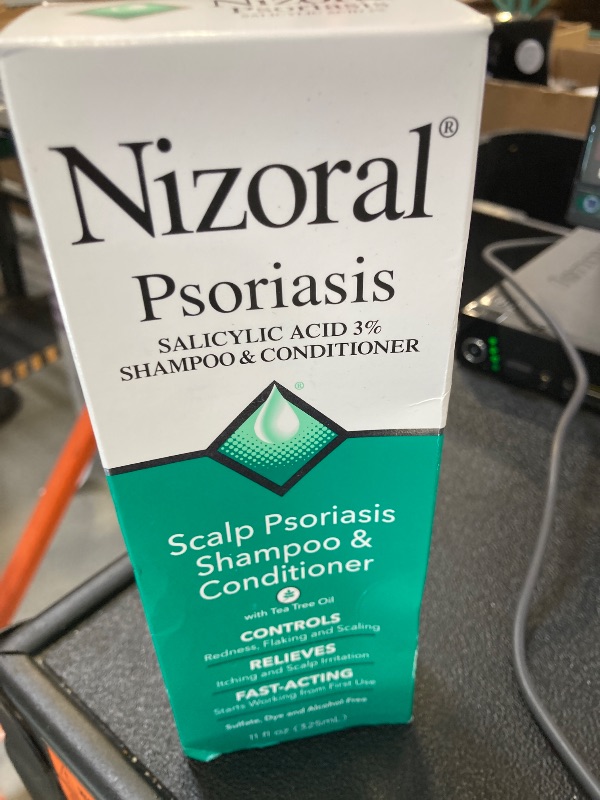 Nizoral
Psoriasis
Nizoral®
Psoriasis
SALICYLIC ACID 3%
SHAMPOO & CONDITIONER
®
Scalp Psoriasis
Shampoo &
Conditioner
with Tea Tree Oil
CONTROLS
Redness, Flaking and Scaling
RELIEVES
Itching and Scalp Irritation
FAST-ACTING
Starts Working from First Use
Sulfate, Dye and Alcohol Free
11 fl oz (325mL)